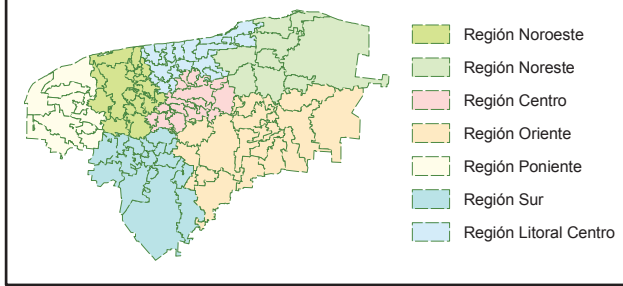 Región Noroeste
Región Noreste
Región Centro
Región Oriente
Región Poniente
Región Sur
Región Litoral Centro